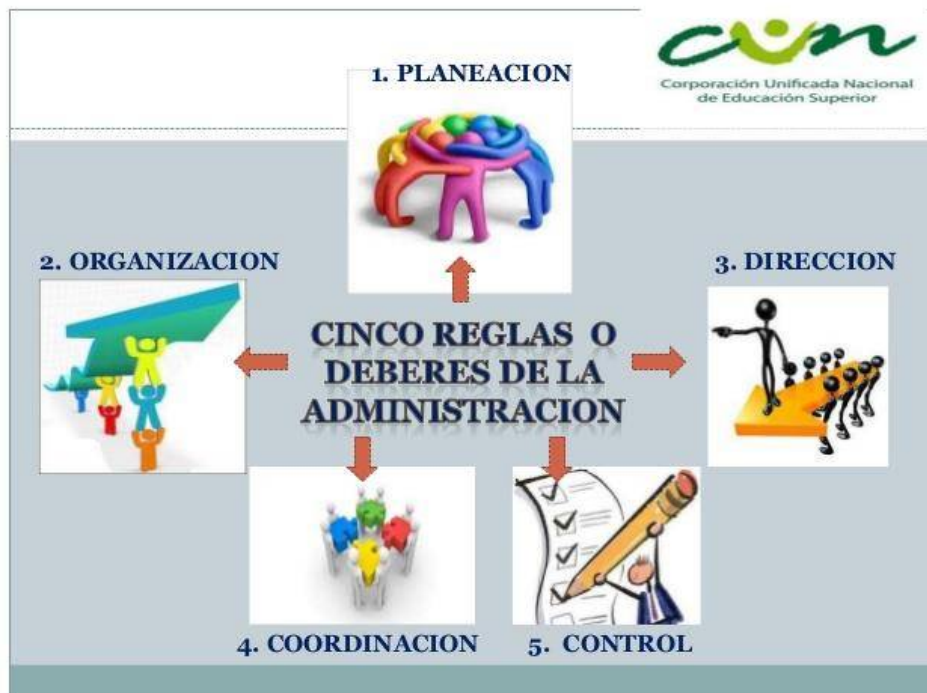 cun
Corporación Unificada Nacional
de Educación Superior
1. PLANEACION
2. ORGANIZACION
3. DIRECCION
CINCO REGLAS O
DEBERES DE LA
ADMINISTRACION
4. COORDINACION
5. CONTROL